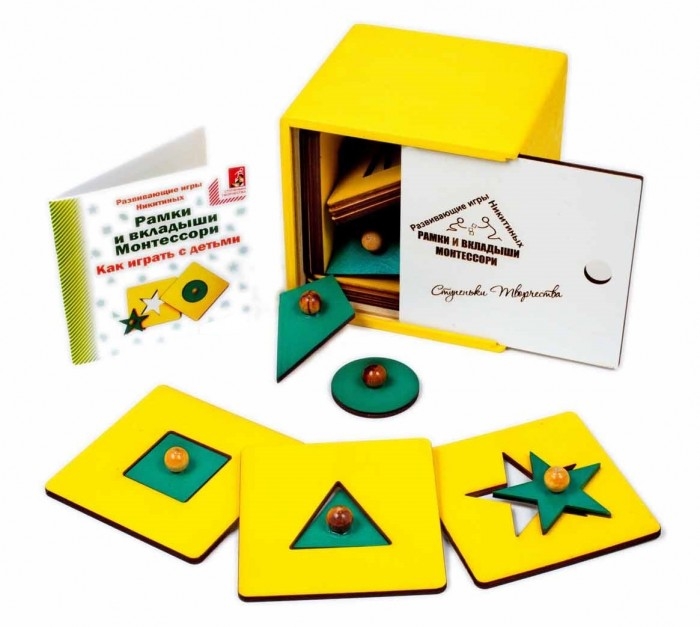 Развивающие игры
Никитиных
Рамки
и вкладыши
Монтессори
Как играть с детьми
Развивающие игры Никитиных
РАМКИ И ВКЛАДЫШИ
МОНТЕССОРИ
Ступеньки Творчества